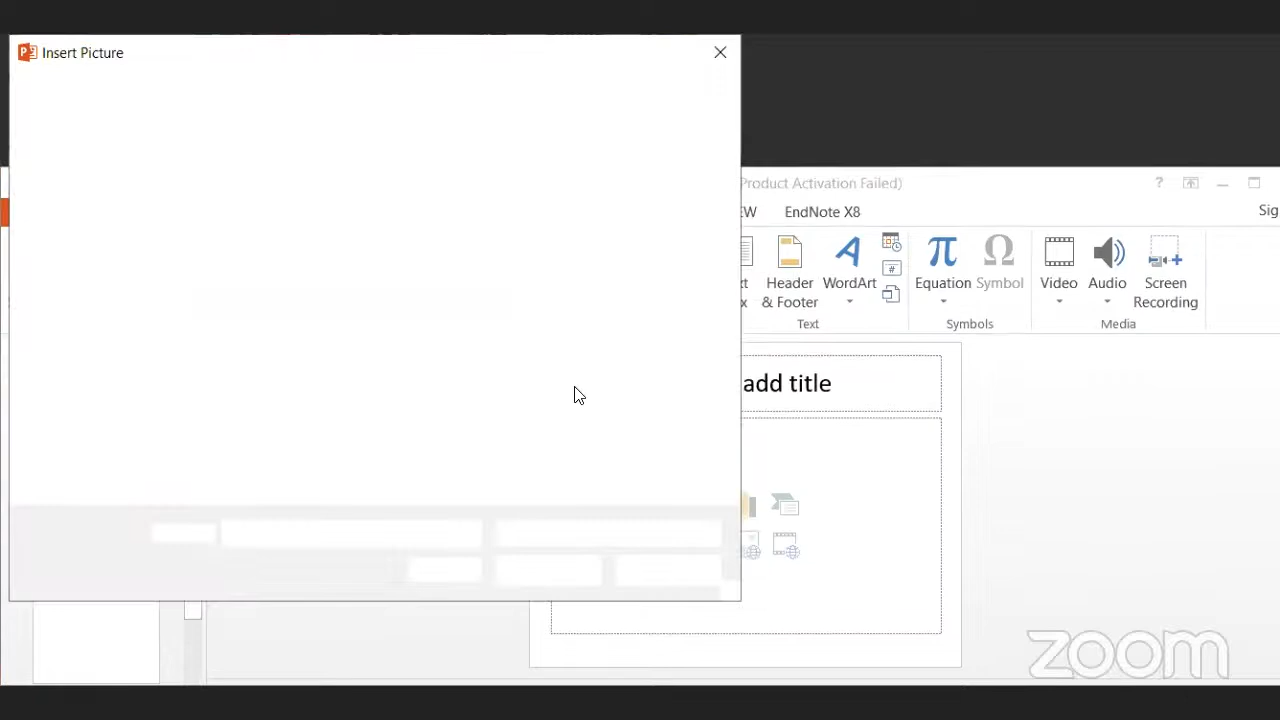 Insert Picture
Product Activation Failed)
EW
EndNote X8
Sig
xt
x
Header
& Footer
WordArt
#
Equation
Symbol
Video
Audio
Screen
Recording
Text
Symbols
Media
add title
zoom